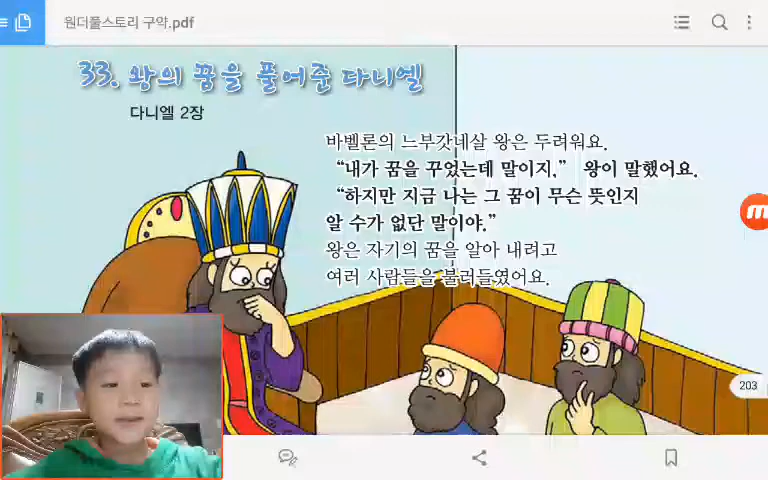 원더풀스토리 구약.pdf
33. 왕의 꿈을 풀어준 다니엘
다니엘 2장
바벨론의 느부갓네살 왕은 두려워요.
“내가 꿈을 꾸었는데 말이지,” 왕이 말했어요.
“하지만 지금 나는 그 꿈이 무슨 뜻인지
알 수가 없단 말이야.”
왕은 자기의 꿈을 알아 내려고
여러 사람들을 불러들였어요.
203